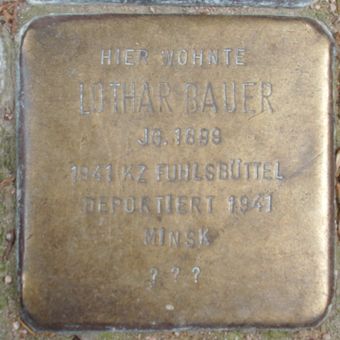 HIER WOHNTE
LOTHAR BAUER
JG. 1899
1941 KZ FUHLSBÜTTEL
DEPORTIERT 1941
MINSK
? ? ?